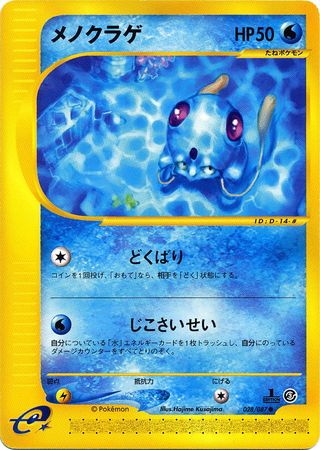 メノクラゲ HP50
たねポケモン
ID:D-14-#
どくばり
コインを1回投げ、「おもて」なら、相手を「どく」状態にする。
じこさいせい
自分についている「水」エネルギーカードを1枚トラッシュし、自分にのっている
ダメージカウンターをすべてとりのぞく。
弱点 抵抗力 にげる
1
EDITION
© Pokémon Illus.Hajime Kusajima 028/087 ●
e